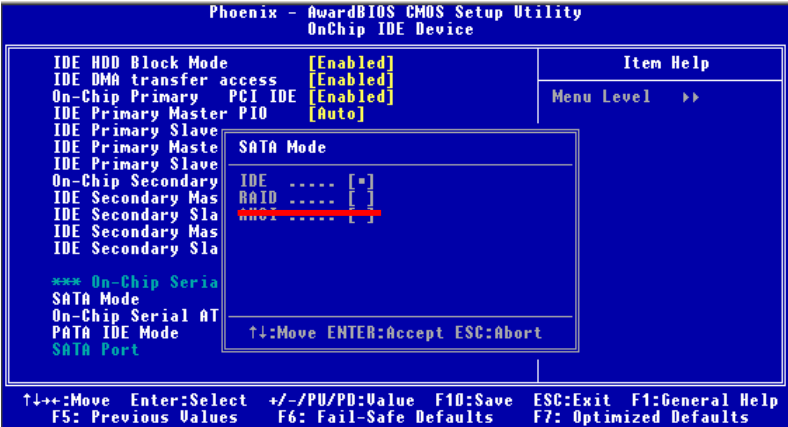 Phoenix - AwardBIOS CMOS Setup Utility
OnChip IDE Device
IDE HDD Block Mode [Enabled]
IDE DMA transfer access [Enabled]
On-Chip Primary PCI IDE [Enabled]
IDE Primary Master PIO [Auto]
IDE Primary Slave
IDE Primary Maste
IDE Primary Slave
On-Chip Secondary
IDE Secondary Mas
IDE Secondary Sla
IDE Secondary Mas
IDE Secondary Sla
*** On-Chip Seria
SATA Mode
On-Chip Serial AT
PATA IDE Mode
SATA Port
SATA Mode
IDE ..... [▪]
RAID ..... [ ]
AHCI ..... [ ]
↑↓:Move ENTER:Accept ESC:Abort
Item Help
Menu Level ▸▸
↑↓→←:Move Enter:Select +/-/PU/PD:Value F10:Save ESC:Exit F1:General Help
F5: Previous Values F6: Fail-Safe Defaults F7: Optimized Defaults